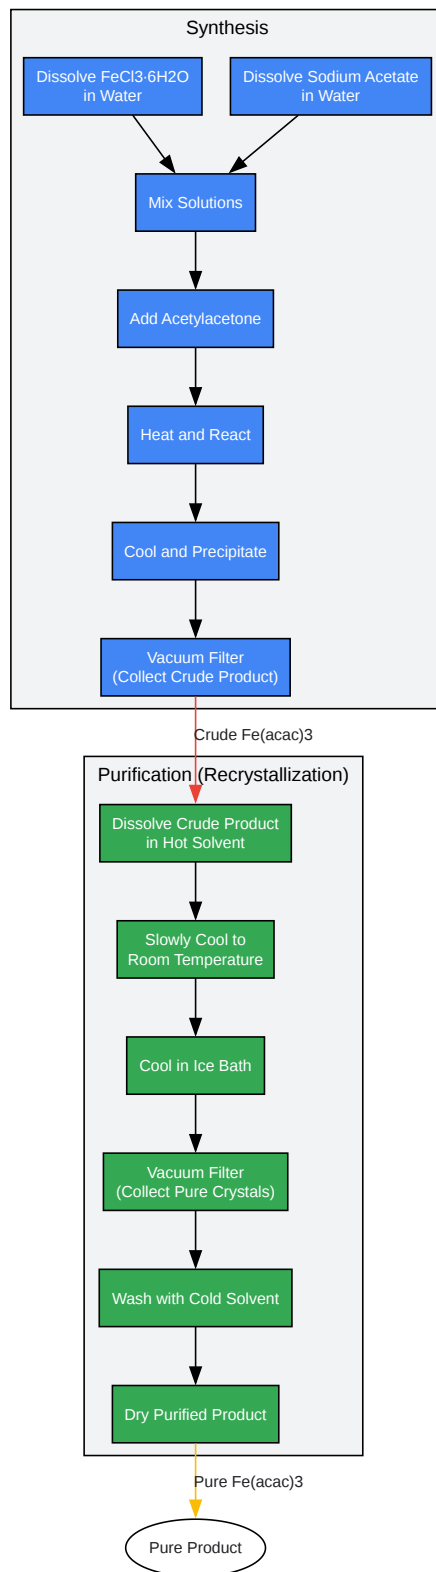 Synthesis
Dissolve FeCl3·6H2O
in Water
Dissolve Sodium Acetate
in Water
Mix Solutions
Add Acetylacetone
Heat and React
Cool and Precipitate
Vacuum Filter
(Collect Crude Product)
Crude Fe(acac)3
Purification (Recrystallization)
Dissolve Crude Product
in Hot Solvent
Slowly Cool to
Room Temperature
Cool in Ice Bath
Vacuum Filter
(Collect Pure Crystals)
Wash with Cold Solvent
Dry Purified Product
Pure Fe(acac)3
Pure Product